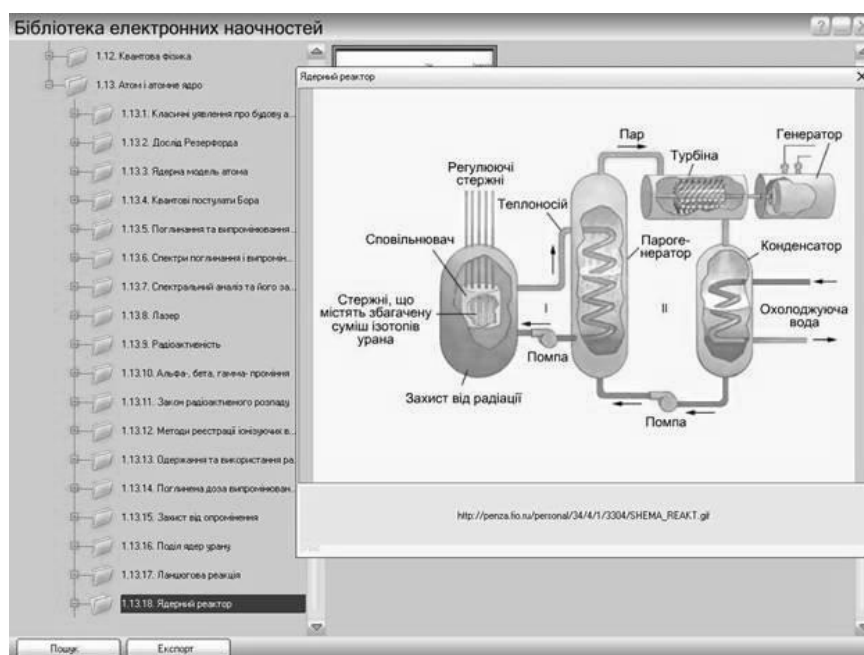 Бібліотека електронних наочностей
1.12. Квантова фізика
1.13. Атом і атомне ядро
1.13.1. Класичні уявлення про будову а...
1.13.2. Дослід Резерфорда
1.13.3. Ядерна модель атома
1.13.4. Квантові постулати Бора
1.13.5. Поглинання та випромінювання ...
1.13.6. Спектри поглинання і випромін...
1.13.7. Спектральний аналіз та його за...
1.13.8. Лазер
1.13.9. Радіоактивність
1.13.10. Альфа-, бета, гамма- проміння
1.13.11. Закон радіоактивного розпаду
1.13.12. Методи реєстрації іонізуючих в...
1.13.13. Одержання та використання ра...
1.13.14. Поглинена доза випромінюван...
1.13.15. Захист від опромінення
1.13.16. Поділ ядер урану
1.13.17. Ланцюгова реакція
1.13.18. Ядерний реактор
Пошук
Експорт
Ядерний реактор
Пар
Генератор
Турбіна
Регулюючі
стержні
Теплоносій
Сповільнювач
Пароге-
нератор
Конденсатор
Стержні, що
містять збагачену
суміш ізотопів
урана
I
II
Охолоджуюча
вода
Помпа
Захист від радіації
Помпа
http://penza.fio.ru/personal/34/4/1/3304/SHEMA_REAKT.gif